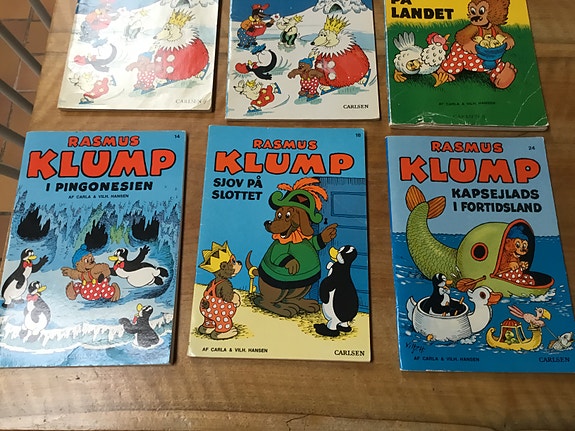 CARLSEN
CARLSEN
PÅ
LANDET
AF CARLA & VILH. HANSEN
CARLSEN
14
RASMUS
KLUMP
I PINGONESIEN
AF CARLA & VILH. HANSEN
18
RASMUS
KLUMP
SJOV PÅ
SLOTTET
AF CARLA & VILH. HANSEN
CARLSEN
24
RASMUS
KLUMP
KAPSEJLADS
I FORTIDSLAND
AF CARLA & VILH. HANSEN
CARLSEN